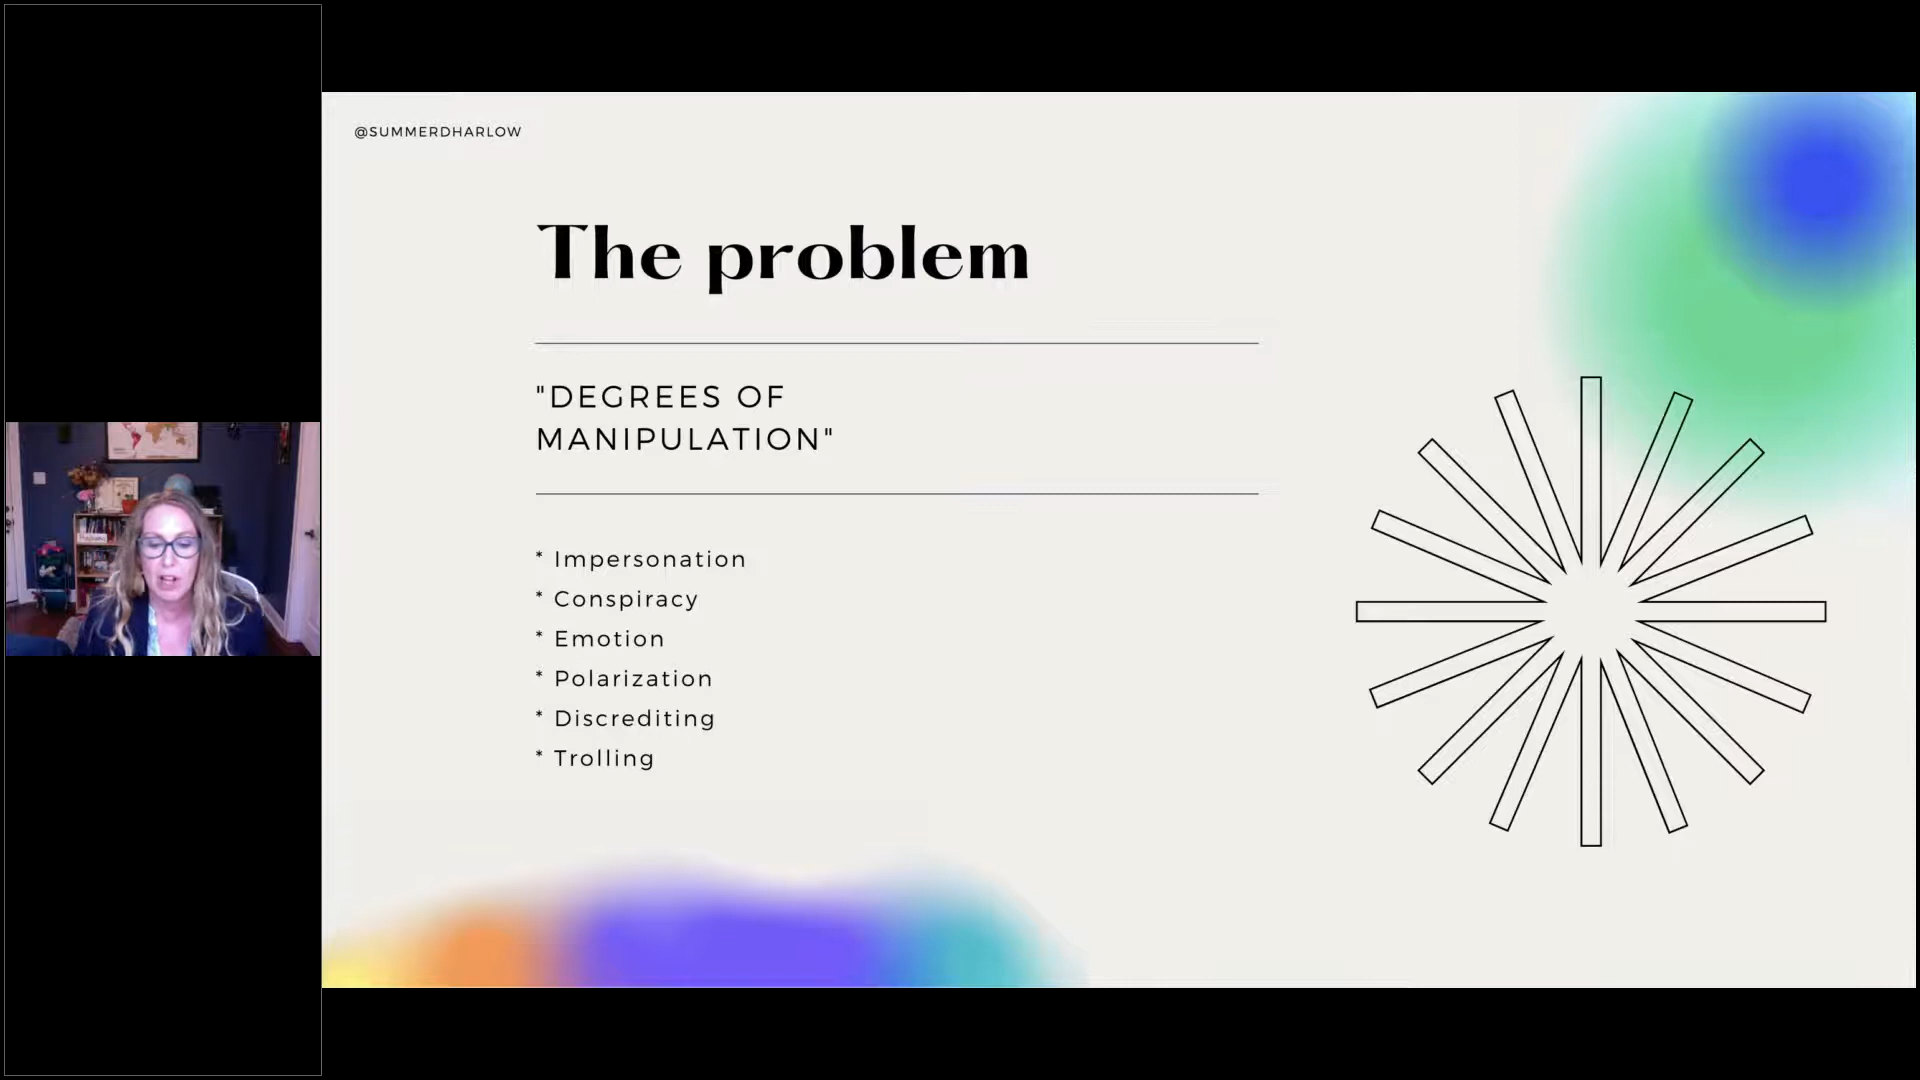 @SUMMERDHARLOW
The problem
"DEGREES OF
MANIPULATION"
* Impersonation
* Conspiracy
* Emotion
* Polarization
* Discrediting
* Trolling